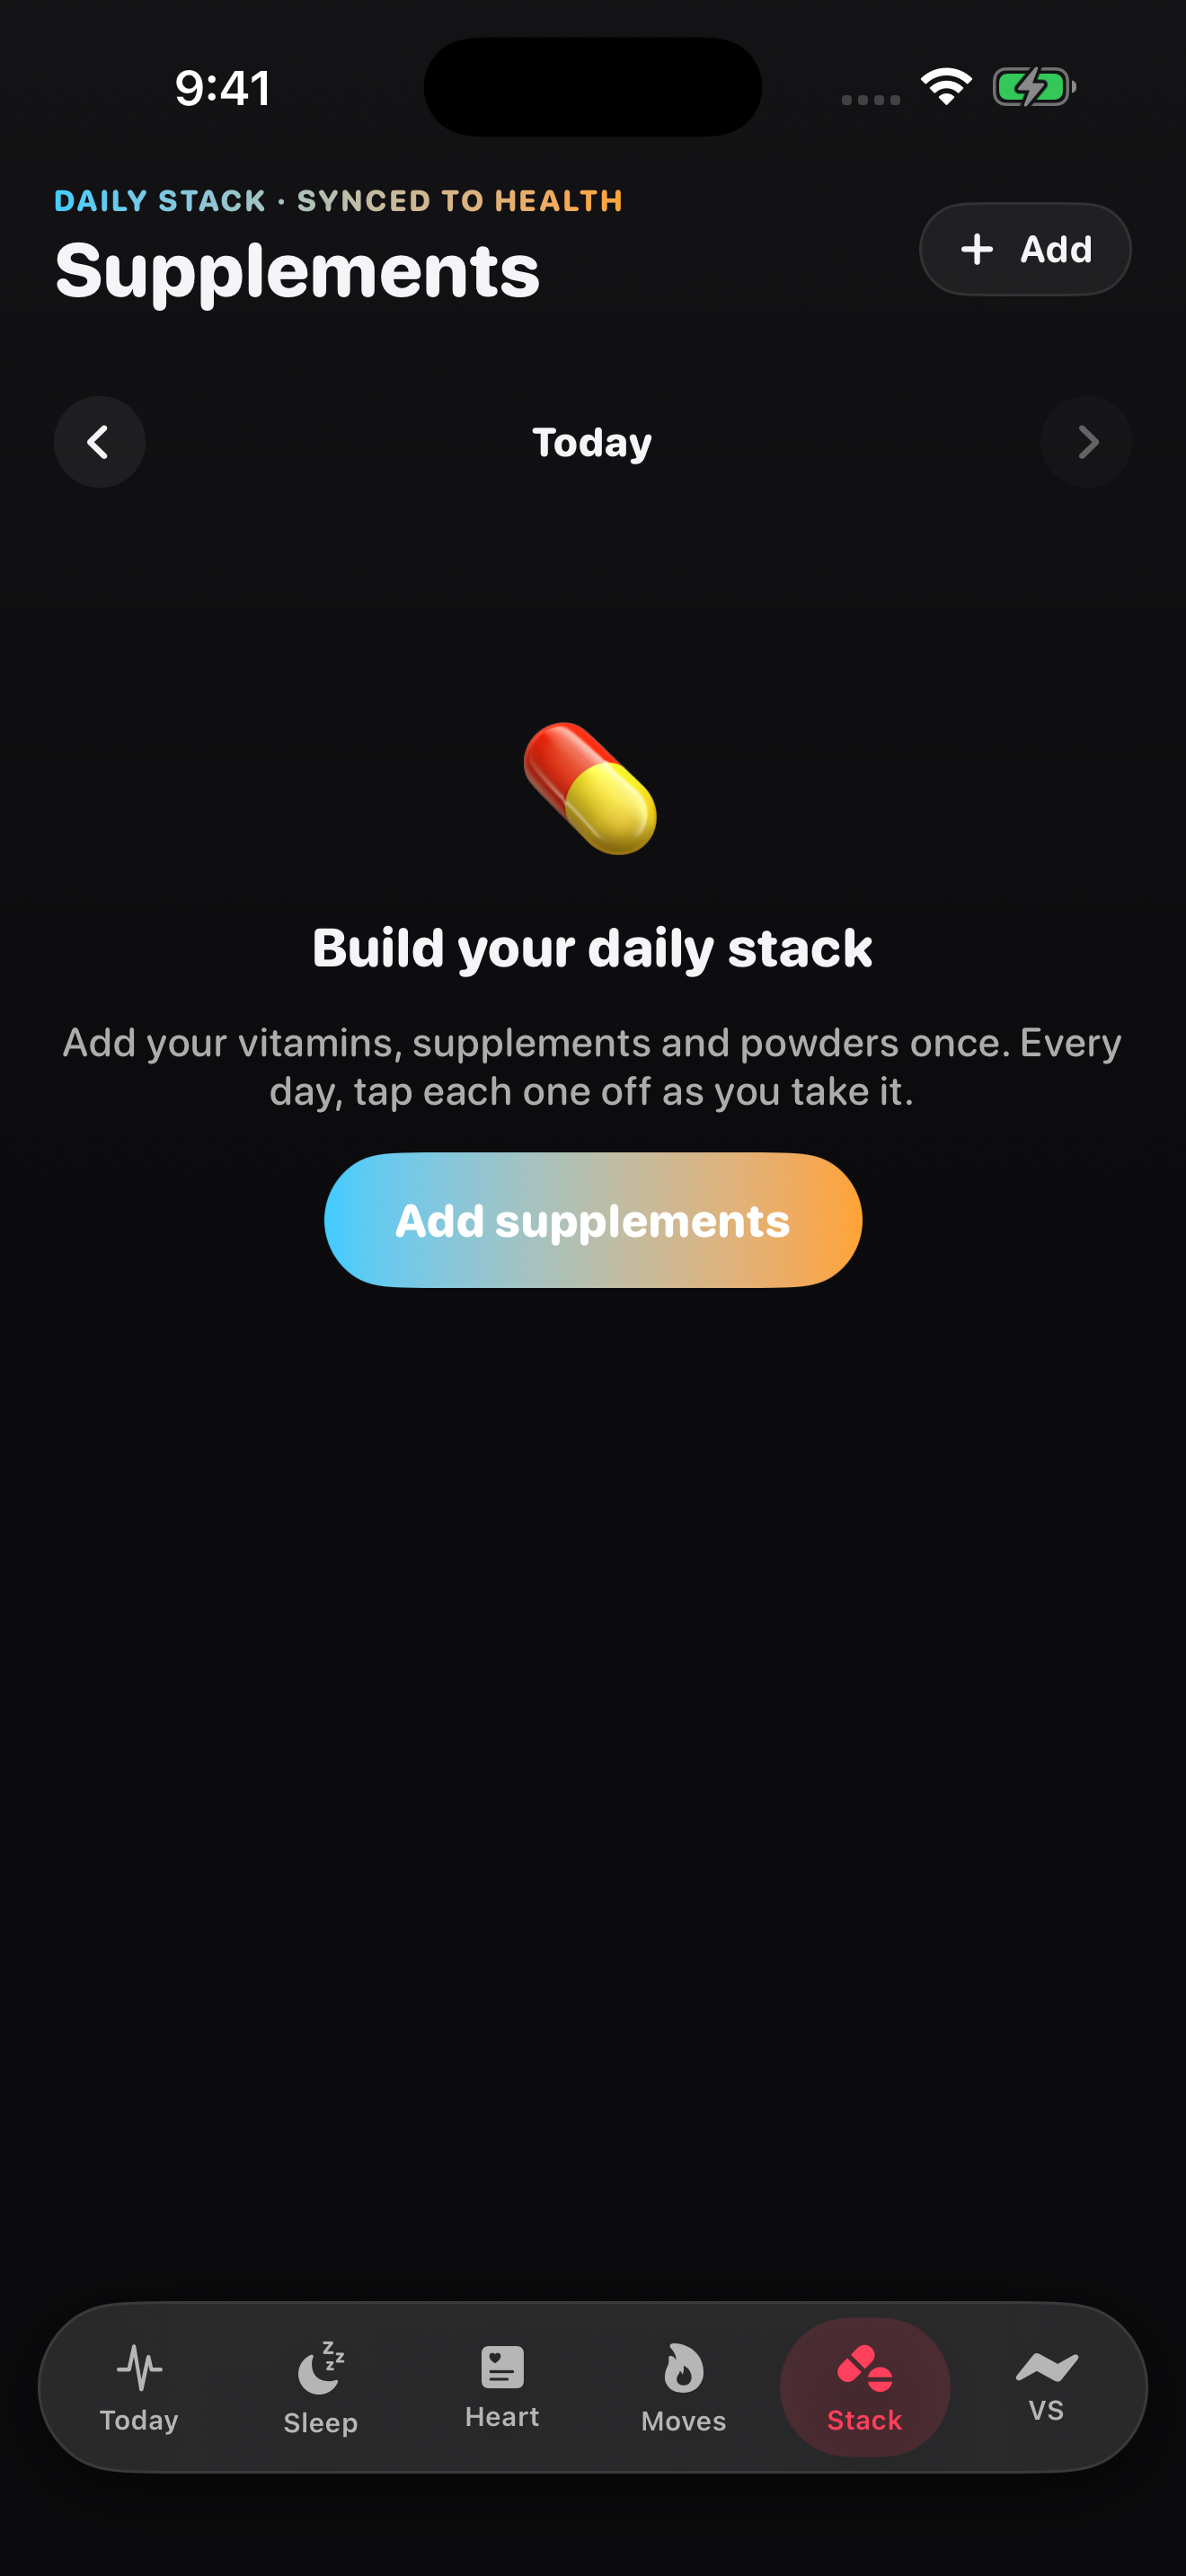 9:41
DAILY STACK · SYNCED TO HEALTH
Supplements
Add
Today
Build your daily stack
Add your vitamins, supplements and powders once. Every
day, tap each one off as you take it.
Add supplements
Today
Sleep
Heart
Moves
Stack
VS